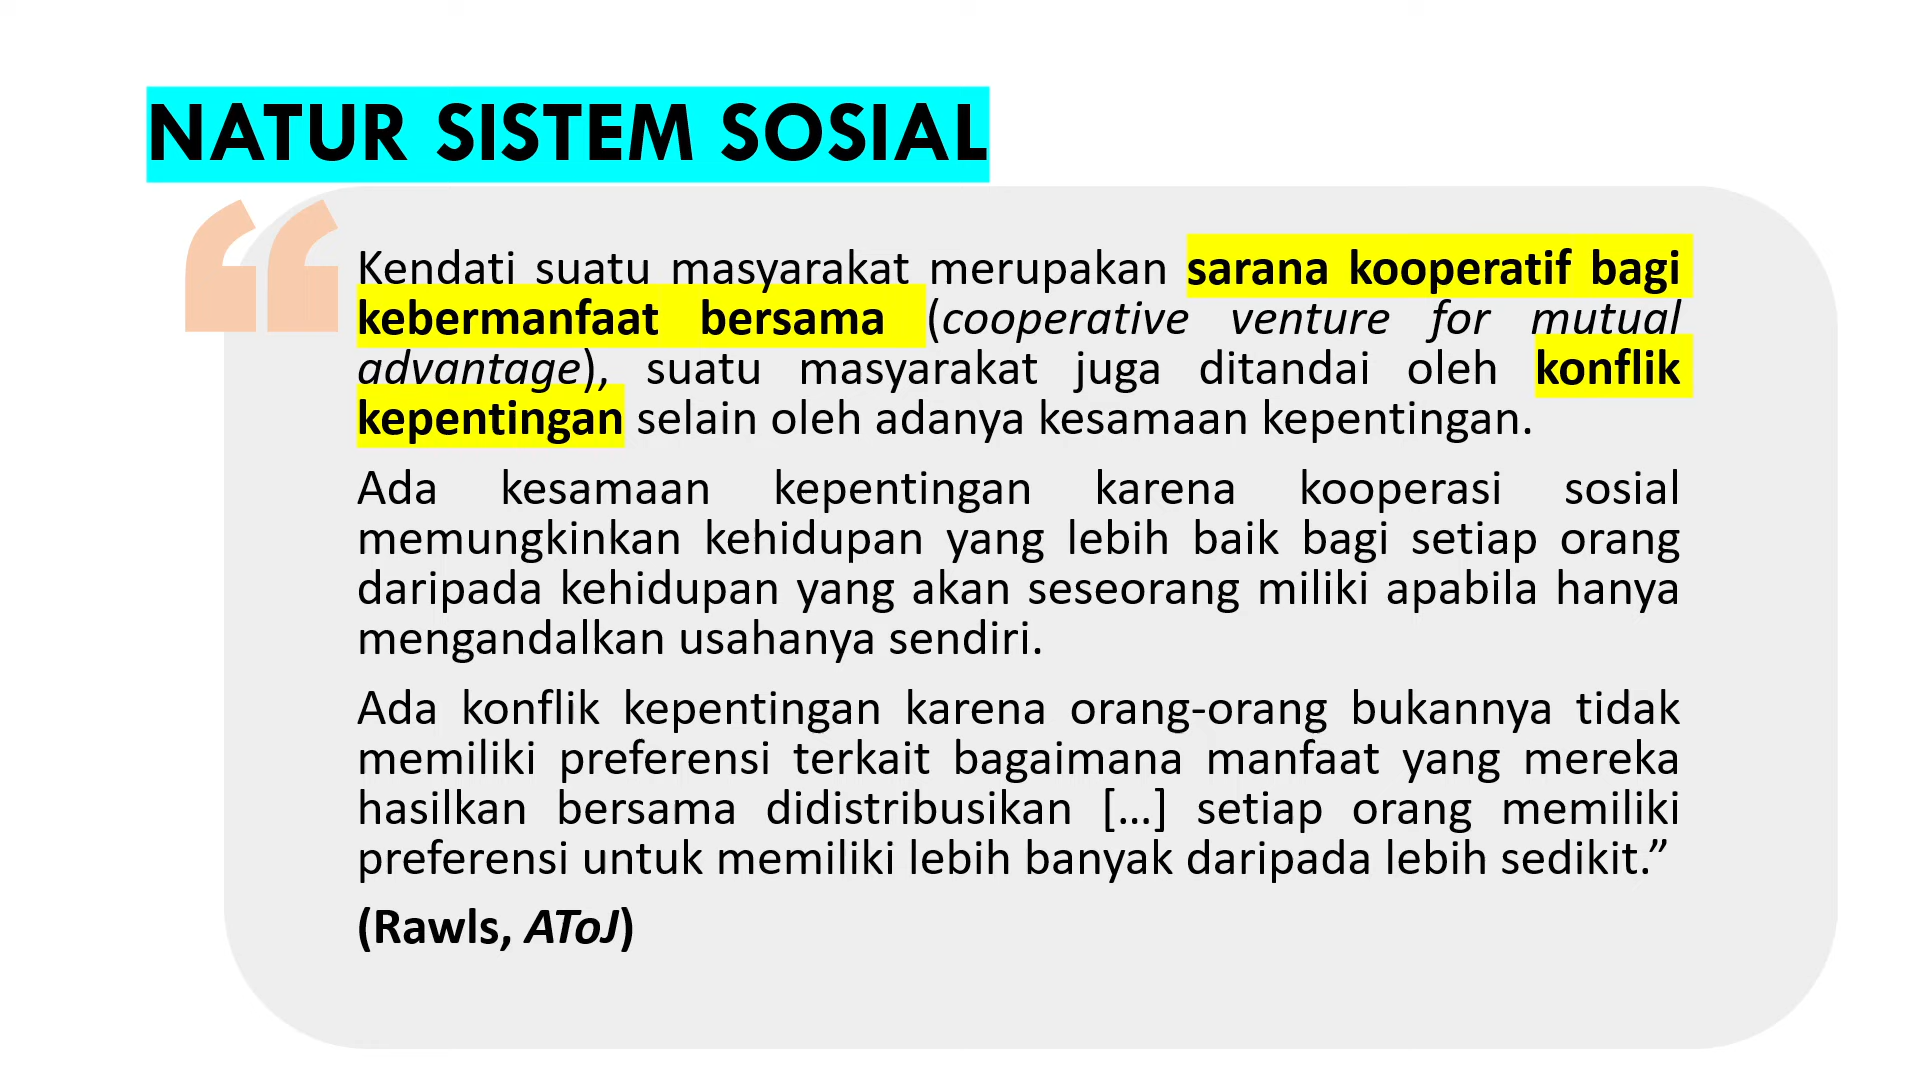 NATUR SISTEM SOSIAL
“
Kendati suatu masyarakat merupakan sarana kooperatif bagi
kebermanfaat bersama (cooperative venture for mutual
advantage), suatu masyarakat juga ditandai oleh konflik
kepentingan selain oleh adanya kesamaan kepentingan.
Ada kesamaan kepentingan karena kooperasi sosial
memungkinkan kehidupan yang lebih baik bagi setiap orang
daripada kehidupan yang akan seseorang miliki apabila hanya
mengandalkan usahanya sendiri.
Ada konflik kepentingan karena orang-orang bukannya tidak
memiliki preferensi terkait bagaimana manfaat yang mereka
hasilkan bersama didistribusikan […] setiap orang memiliki
preferensi untuk memiliki lebih banyak daripada lebih sedikit.”
(Rawls, AToJ)